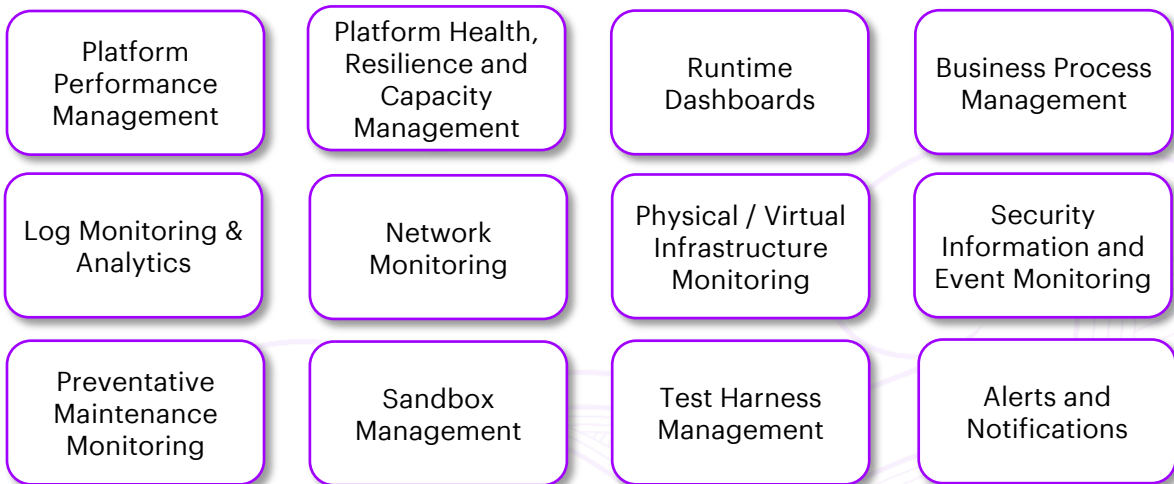 Platform
Performance
Management
Platform Health,
Resilience and
Capacity
Management
Runtime
Dashboards
Business Process
Management
Log Monitoring &
Analytics
Network
Monitoring
Physical / Virtual
Infrastructure
Monitoring
Security
Information and
Event Monitoring
Preventative
Maintenance
Monitoring
Sandbox
Management
Test Harness
Management
Alerts and
Notifications